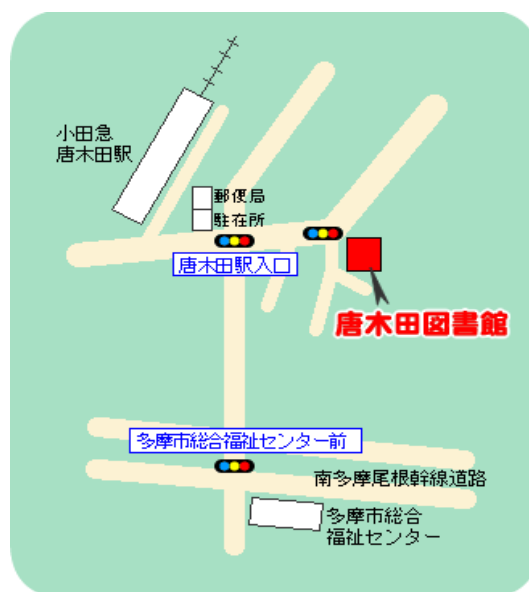 小田急
唐木田駅
郵便局
駐在所
唐木田駅入口
唐木田図書館
多摩市総合福祉センター前
南多摩尾根幹線道路
多摩市総合
福祉センター